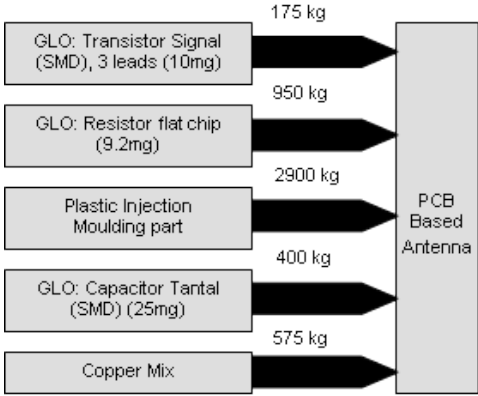 175 kg
GLO: Transistor Signal
(SMD), 3 leads (10mg)
950 kg
GLO: Resistor flat chip
(9.2mg)
2900 kg
Plastic Injection
Moulding part
PCB
Based
Antenna
400 kg
GLO: Capacitor Tantal
(SMD) (25mg)
575 kg
Copper Mix